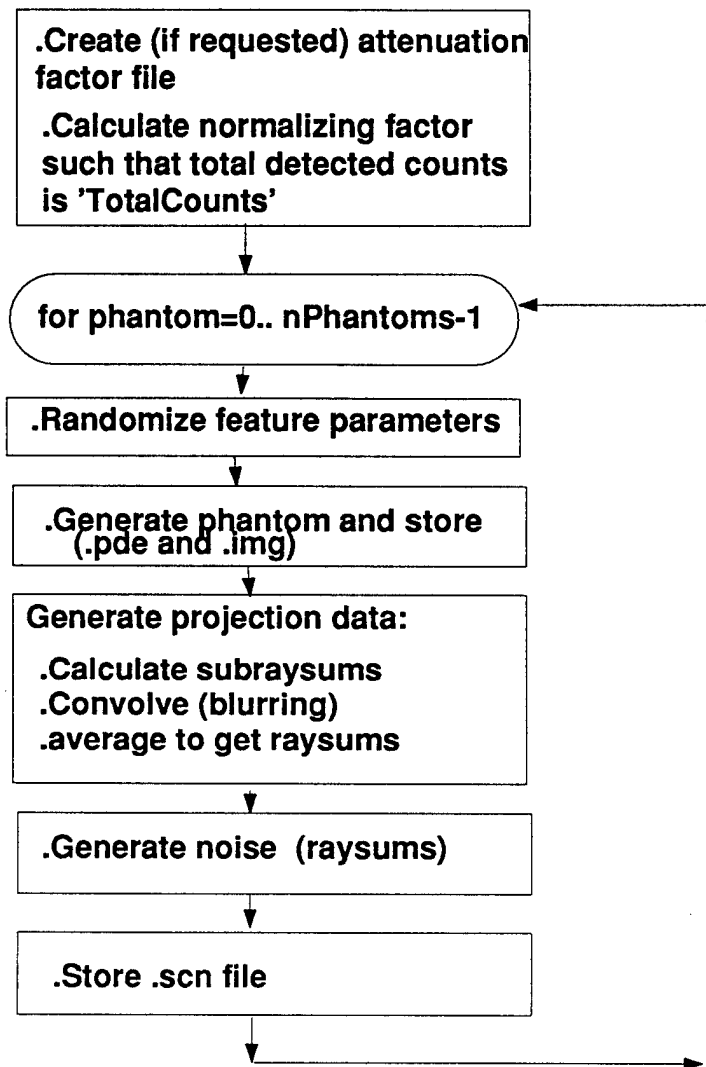 .Create (if requested) attenuation
factor file
.Calculate normalizing factor
such that total detected counts
is 'TotalCounts'
for phantom=0.. nPhantoms-1
.Randomize feature parameters
.Generate phantom and store
(.pde and .img)
Generate projection data:
.Calculate subraysums
.Convolve (blurring)
.average to get raysums
.Generate noise (raysums)
.Store .scn file